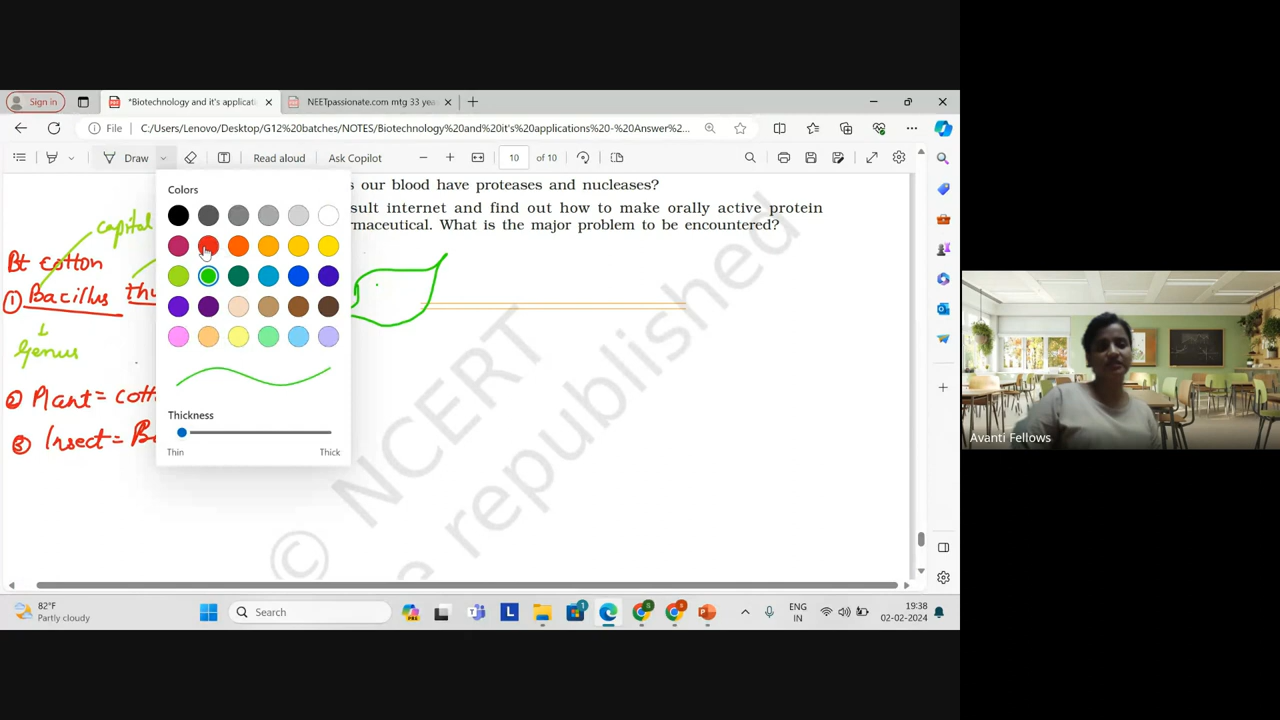 Sign in
*Biotechnology and it's applicati
NEETpassionate.com mtg 33 yea
File
C:/Users/Lenovo/Desktop/G12%20batches/NOTES/Biotechnology%20and%20it's%20applications%20-%20Answer%2...
Draw
Read aloud
Ask Copilot
10
of 10
Colors
s our blood have proteases and nucleases?
sult internet and find out how to make orally active protein
rmaceutical. What is the major problem to be encountered?
capital
Bt cotton
① Bacillus thu
Genus
② Plant = cott
③ Insect = B
Thickness
Thin
Thick
© NCERT
e republished
Avanti Fellows
82°F
Partly cloudy
Search
ENG
IN
19:38
02-02-2024